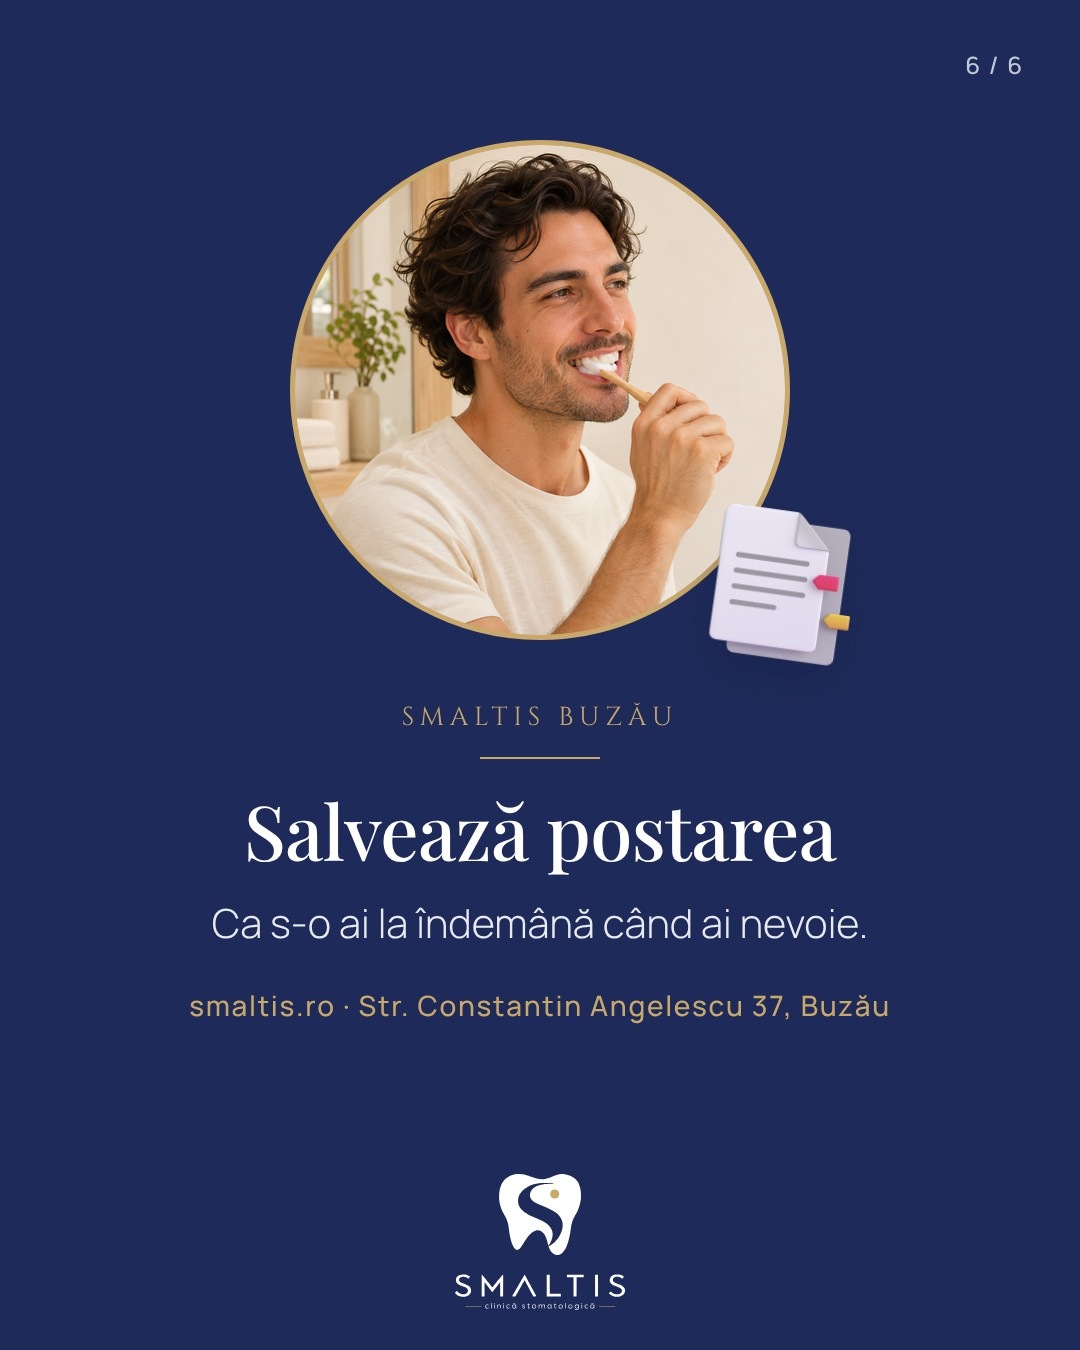 6 / 6
SMALTIS BUZĂU
Salvează postarea
Ca s-o ai la îndemână când ai nevoie.
smaltis.ro · Str. Constantin Angelescu 37, Buzău
SMALTIS
clinică stomatologică